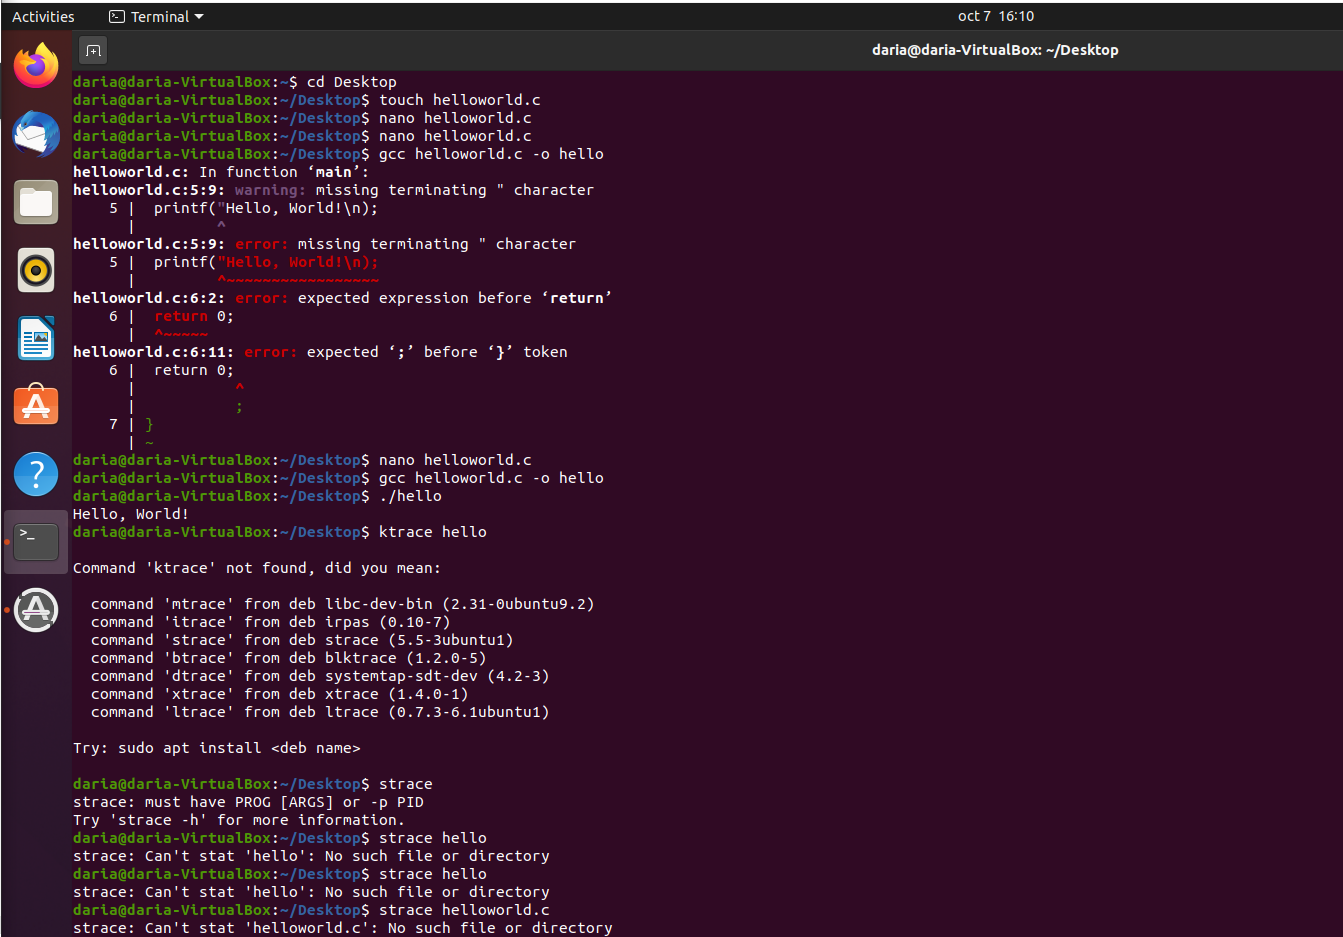 Activities
Terminal
oct 7 16:10
daria@daria-VirtualBox: ~/Desktop
daria@daria-VirtualBox:~$ cd Desktop
daria@daria-VirtualBox:~/Desktop$ touch helloworld.c
daria@daria-VirtualBox:~/Desktop$ nano helloworld.c
daria@daria-VirtualBox:~/Desktop$ nano helloworld.c
daria@daria-VirtualBox:~/Desktop$ gcc helloworld.c -o hello
helloworld.c: In function ‘main’:
helloworld.c:5:9: warning: missing terminating " character
    5 |  printf("Hello, World!\n);
      |         ^
helloworld.c:5:9: error: missing terminating " character
    5 |  printf("Hello, World!\n);
      |         ^~~~~~~~~~~~~~~~~~
helloworld.c:6:2: error: expected expression before ‘return’
    6 |  return 0;
      |  ^~~~~~
helloworld.c:6:11: error: expected ‘;’ before ‘}’ token
    6 |  return 0;
      |           ^
      |           ;
    7 | }
      | ~
daria@daria-VirtualBox:~/Desktop$ nano helloworld.c
daria@daria-VirtualBox:~/Desktop$ gcc helloworld.c -o hello
daria@daria-VirtualBox:~/Desktop$ ./hello
Hello, World!
daria@daria-VirtualBox:~/Desktop$ ktrace hello
Command 'ktrace' not found, did you mean:
  command 'mtrace' from deb libc-dev-bin (2.31-0ubuntu9.2)
  command 'itrace' from deb irpas (0.10-7)
  command 'strace' from deb strace (5.5-3ubuntu1)
  command 'btrace' from deb blktrace (1.2.0-5)
  command 'dtrace' from deb systemtap-sdt-dev (4.2-3)
  command 'xtrace' from deb xtrace (1.4.0-1)
  command 'ltrace' from deb ltrace (0.7.3-6.1ubuntu1)
Try: sudo apt install <deb name>
daria@daria-VirtualBox:~/Desktop$ strace
strace: must have PROG [ARGS] or -p PID
Try 'strace -h' for more information.
daria@daria-VirtualBox:~/Desktop$ strace hello
strace: Can't stat 'hello': No such file or directory
daria@daria-VirtualBox:~/Desktop$ strace hello
strace: Can't stat 'hello': No such file or directory
daria@daria-VirtualBox:~/Desktop$ strace helloworld.c
strace: Can't stat 'helloworld.c': No such file or directory